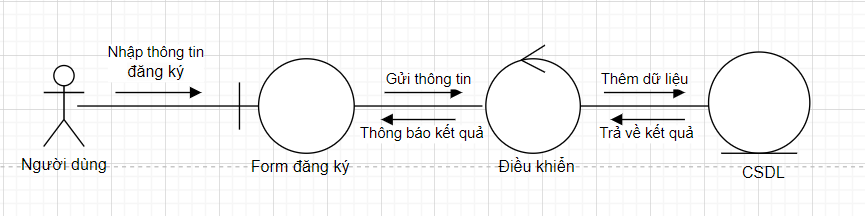 Nhập thông tin
đăng ký
Gửi thông tin
Thêm dữ liệu
Thông báo kết quả
Trả về kết quả
Người dùng
Form đăng ký
Điều khiển
CSDL